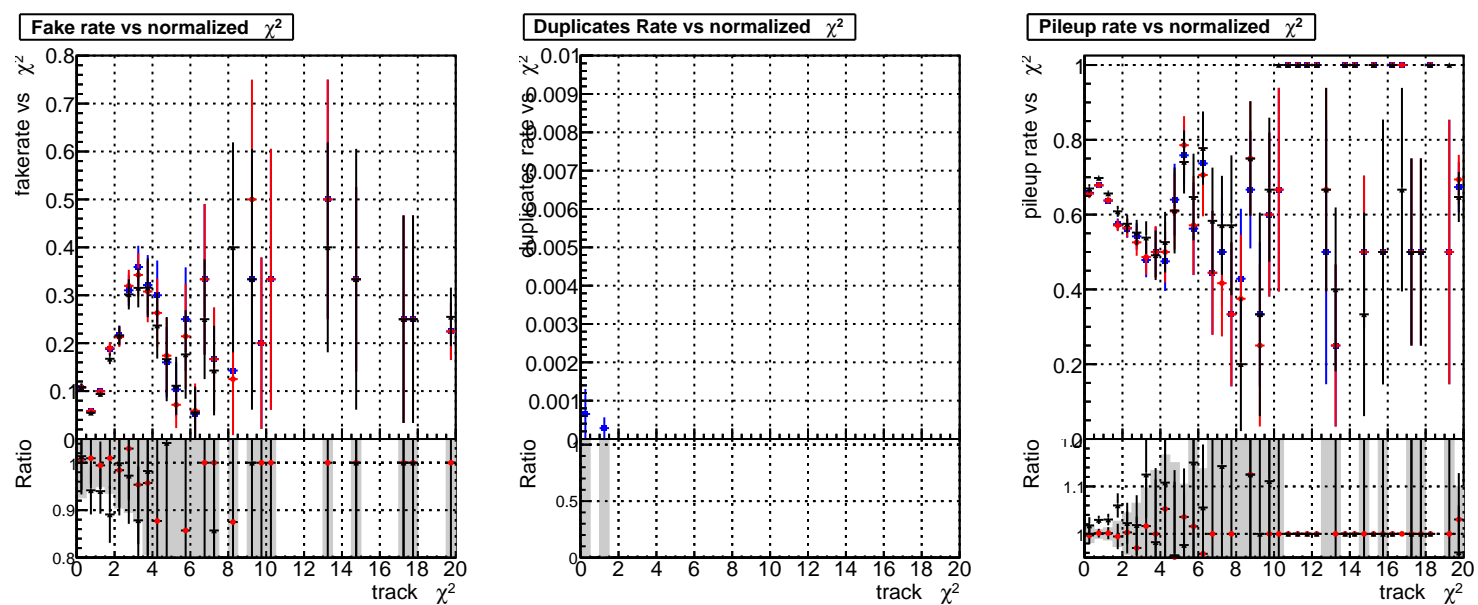 Fake rate vs normalized χ²
fakerate vs χ²
0.8
0.7
0.6
0.5
0.4
0.3
0.2
0.1
0
Ratio
0.9
0.8
0 2 4 6 8 10 12 14 16 18 20
track χ²
Duplicates Rate vs normalized χ²
duplicates rate vs χ²
0.01
0.009
0.008
0.007
0.006
0.005
0.004
0.003
0.002
0.001
0
Ratio
0.5
0
0 2 4 6 8 10 12 14 16 18 20
track χ²
Pileup rate vs normalized χ²
pileup rate vs χ²
1
0.8
0.6
0.4
0.2
0
Ratio
1.1
1
0 2 4 6 8 10 12 14 16 18 20
track χ²